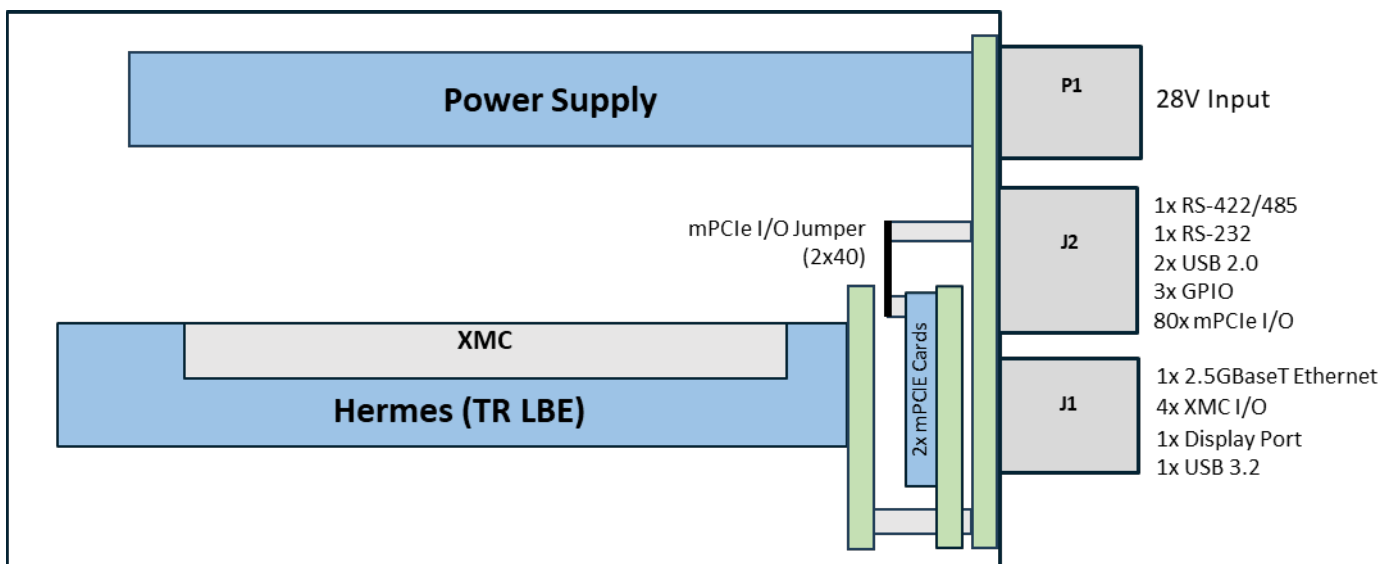 Power Supply
P1
28V Input
mPCIe I/O Jumper
(2x40)
J2
1x RS-422/485
1x RS-232
2x USB 2.0
3x GPIO
80x mPCIe I/O
XMC
Hermes (TR LBE)
2x mPCIE Cards
J1
1x 2.5GBaseT Ethernet
4x XMC I/O
1x Display Port
1x USB 3.2